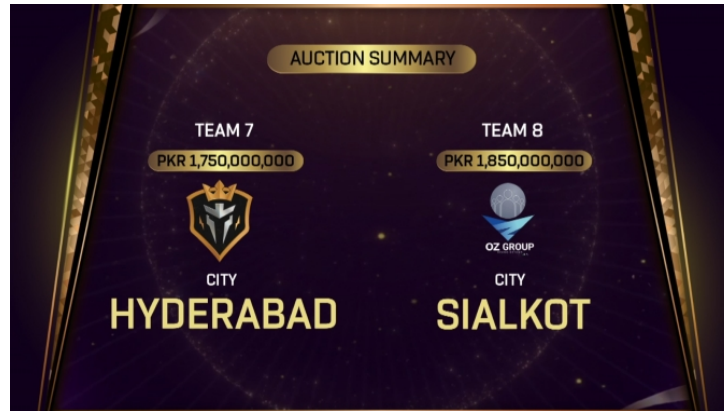 AUCTION SUMMARY
TEAM 7
PKR 1,750,000,000
CITY
HYDERABAD
TEAM 8
PKR 1,850,000,000
OZ GROUP
CITY
SIALKOT